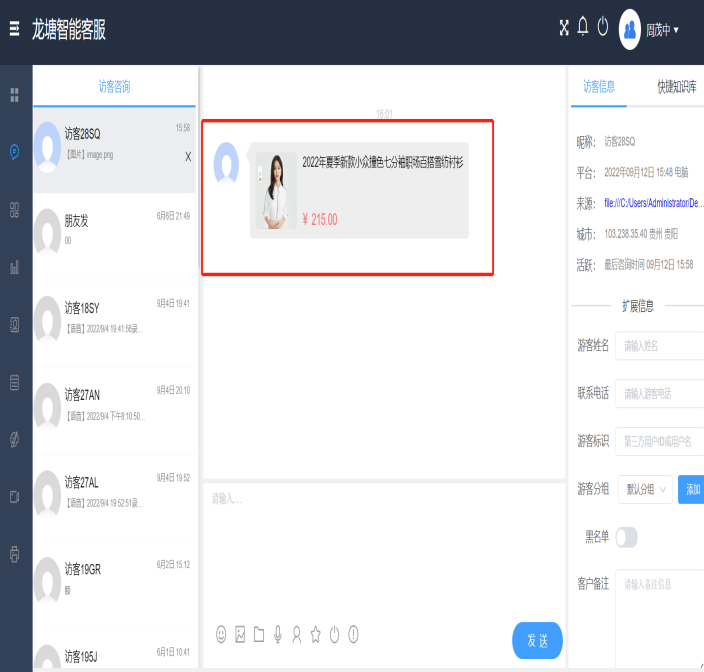 龙塘智能客服
周茂中
访客咨询
访客28SQ
15:58
【图片】image.png
朋友发
6月6日 21:49
00
访客18SY
9月4日 19:41
【语音】2022/9/4 19:41:56录...
访客27AN
9月4日 20:10
【语音】2022/9/4 下午8:10:50...
访客27AL
9月4日 19:52
【语音】2022/9/4 19:52:51录...
访客19GR
6月2日 15:12
额
访客195J
6月1日 10:41
16:01
2022年夏季新款小众撞色七分袖职场百搭雪纺衬衫
¥ 215.00
请输入...
发 送
访客信息
快捷知识库
昵称: 访客28SQ
平台: 2022年09月12日 15:48 电脑
来源: file:///C:/Users/Administrator/De...
城市: 103.238.35.40 贵州 贵阳
活跃: 最后咨询时间 09月12日 15:58
扩展信息
游客姓名 请输入姓名
联系电话 请输入游客电话
游客标识 第三方用户ID或用户名
游客分组 默认分组 添加
黑名单
客户备注 请输入备注信息